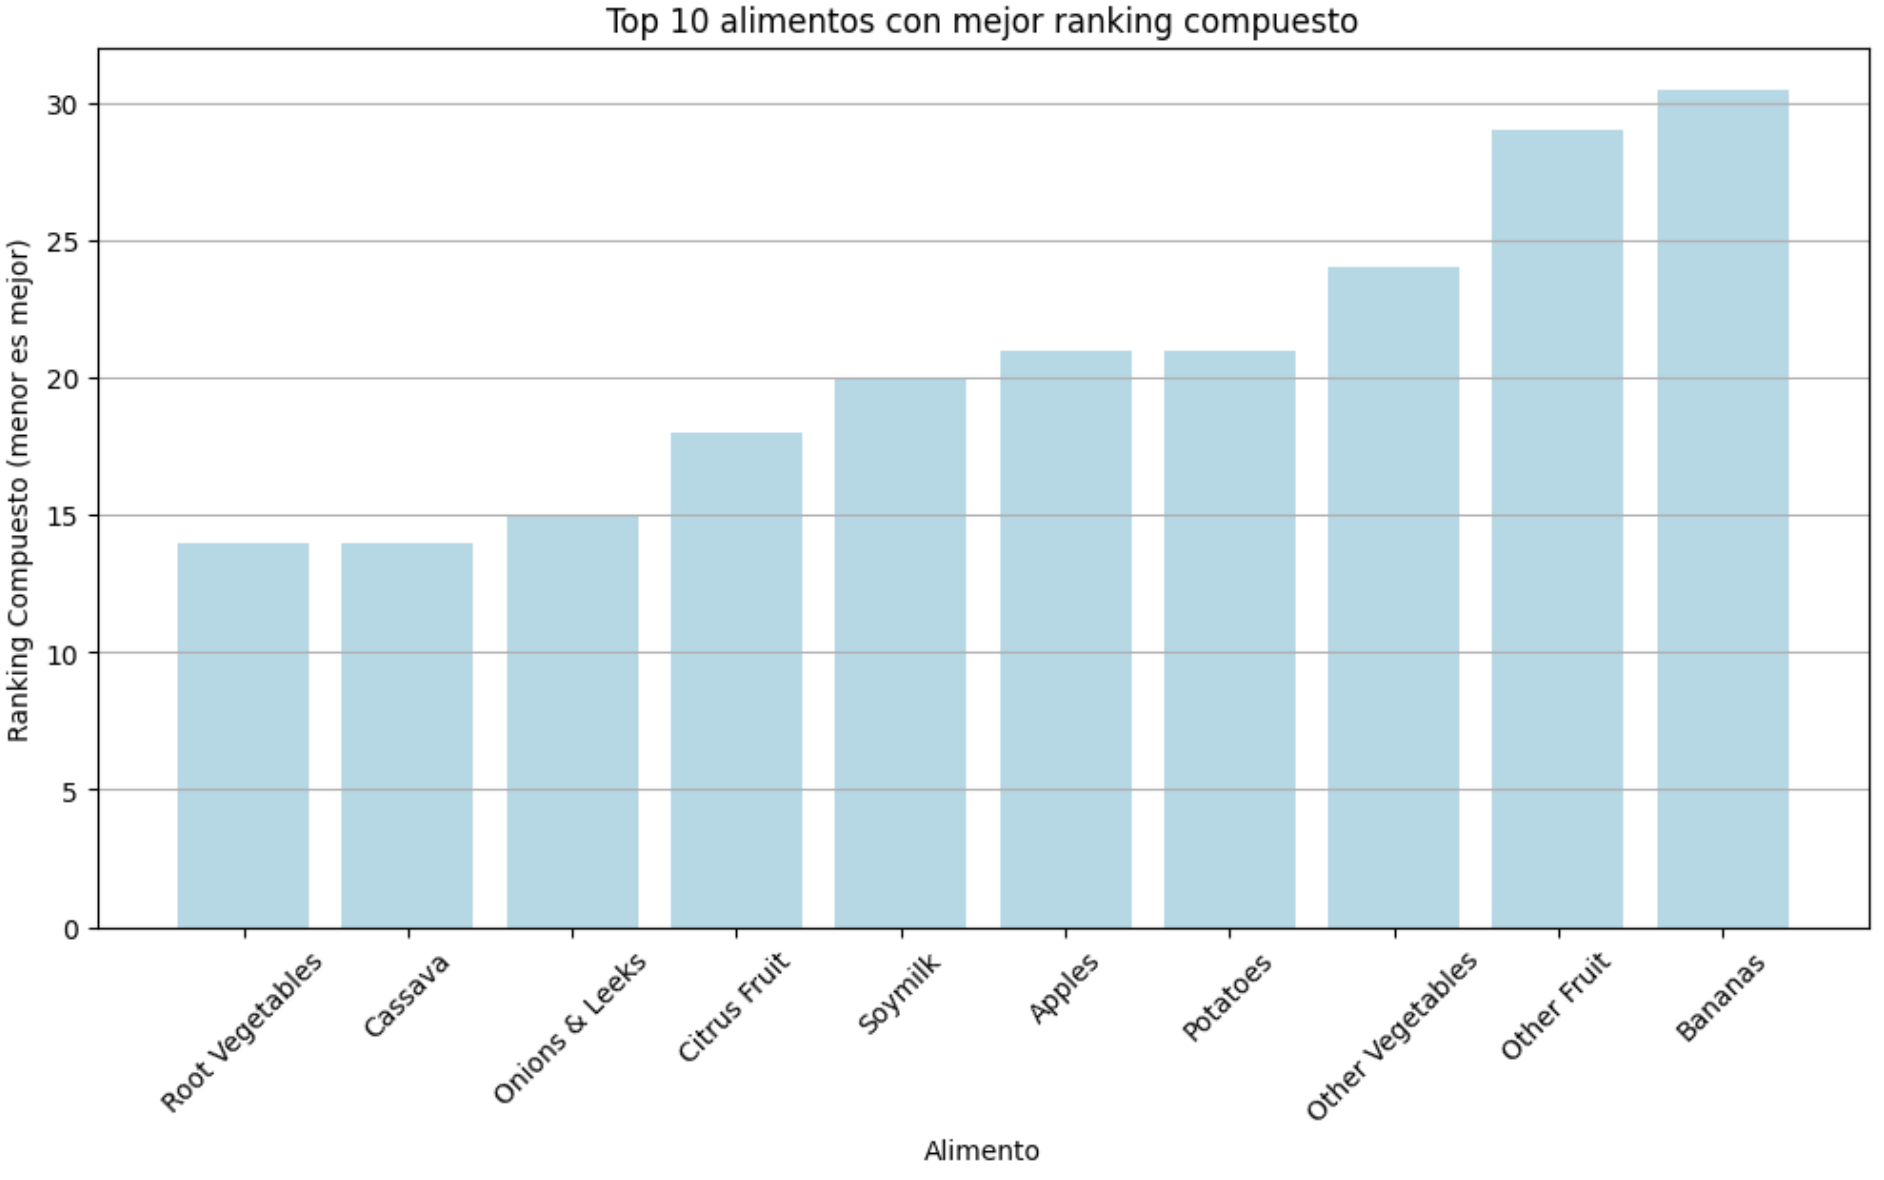 Top 10 alimentos con mejor ranking compuesto
Ranking Compuesto (menor es mejor)
30
25
20
15
10
5
0
Root Vegetables
Cassava
Onions & Leeks
Citrus Fruit
Soymilk
Apples
Potatoes
Other Vegetables
Other Fruit
Bananas
Alimento